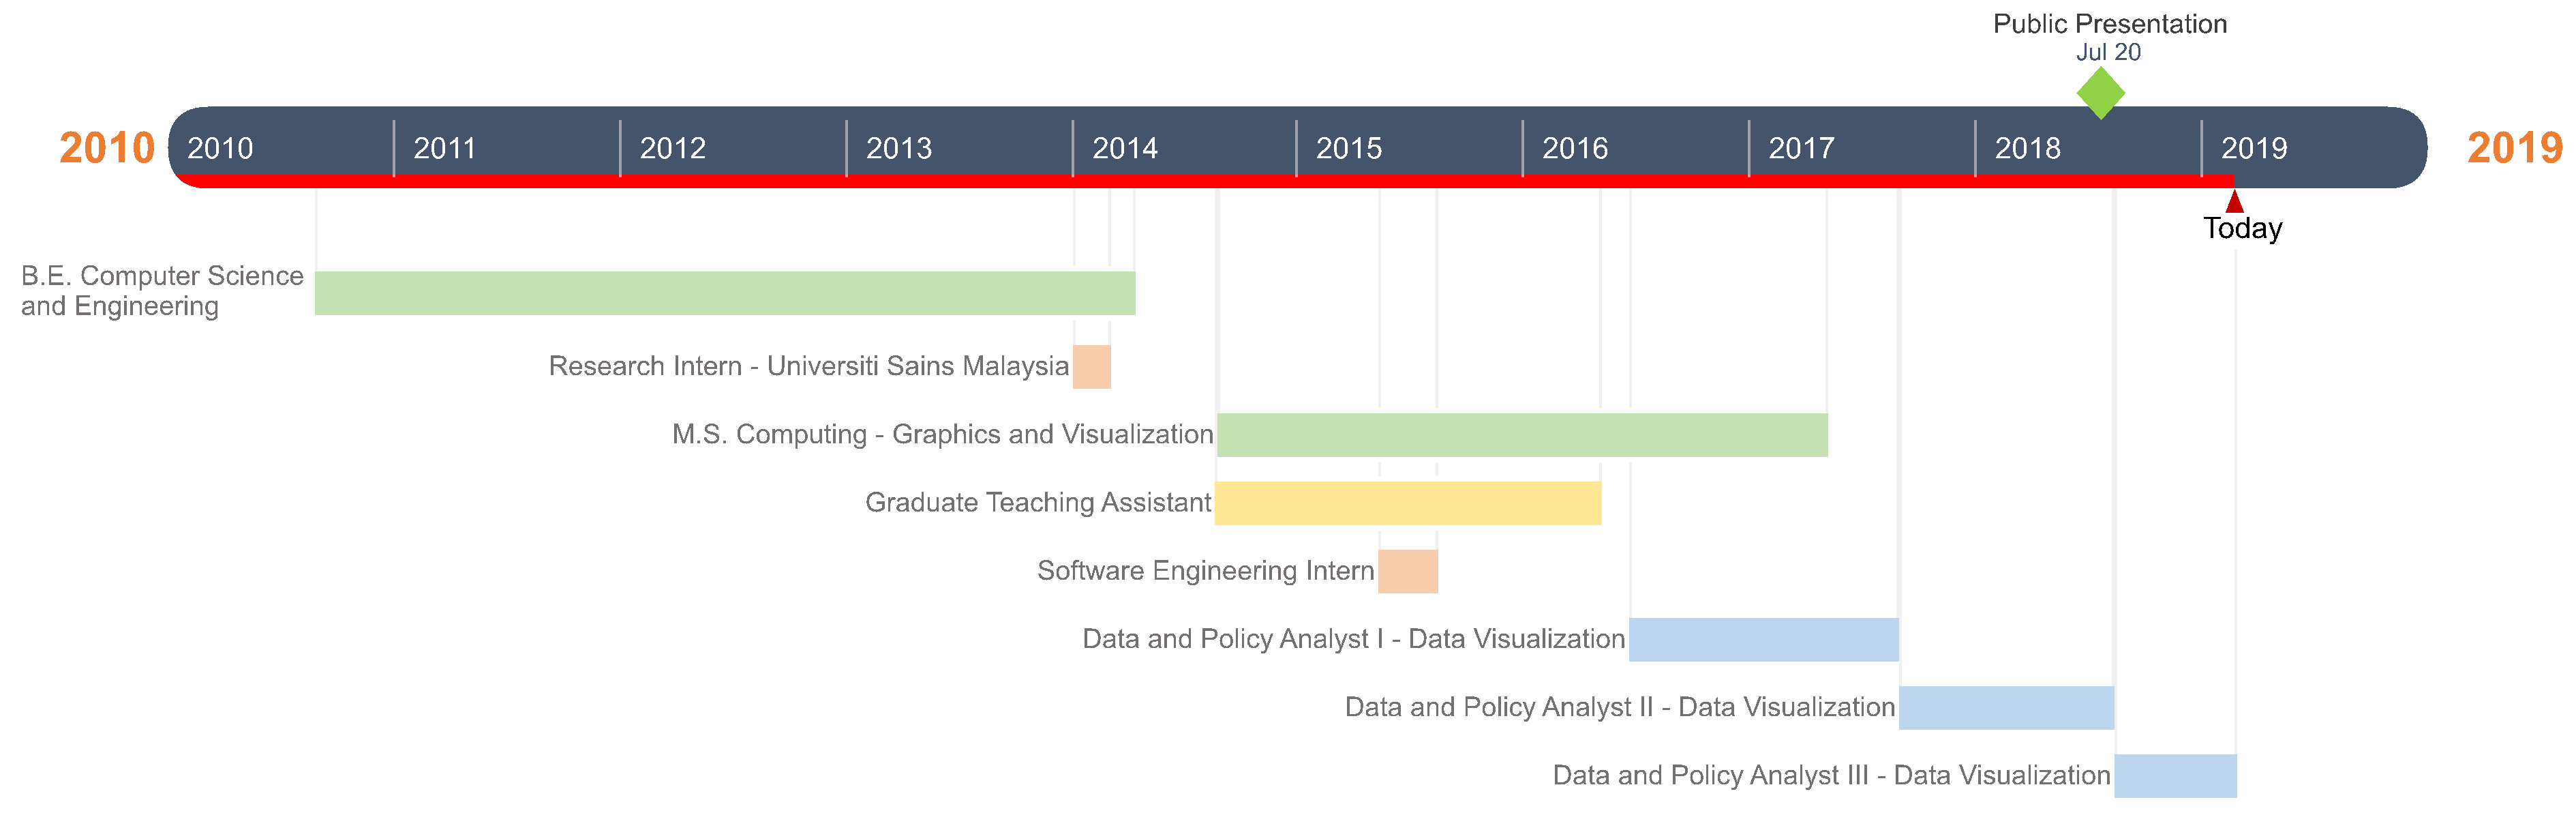 Public Presentation
Jul 20
2010 2010 2011 2012 2013 2014 2015 2016 2017 2018 2019 2019
Today
B.E. Computer Science
and Engineering
Research Intern - Universiti Sains Malaysia
M.S. Computing - Graphics and Visualization
Graduate Teaching Assistant
Software Engineering Intern
Data and Policy Analyst I - Data Visualization
Data and Policy Analyst II - Data Visualization
Data and Policy Analyst III - Data Visualization